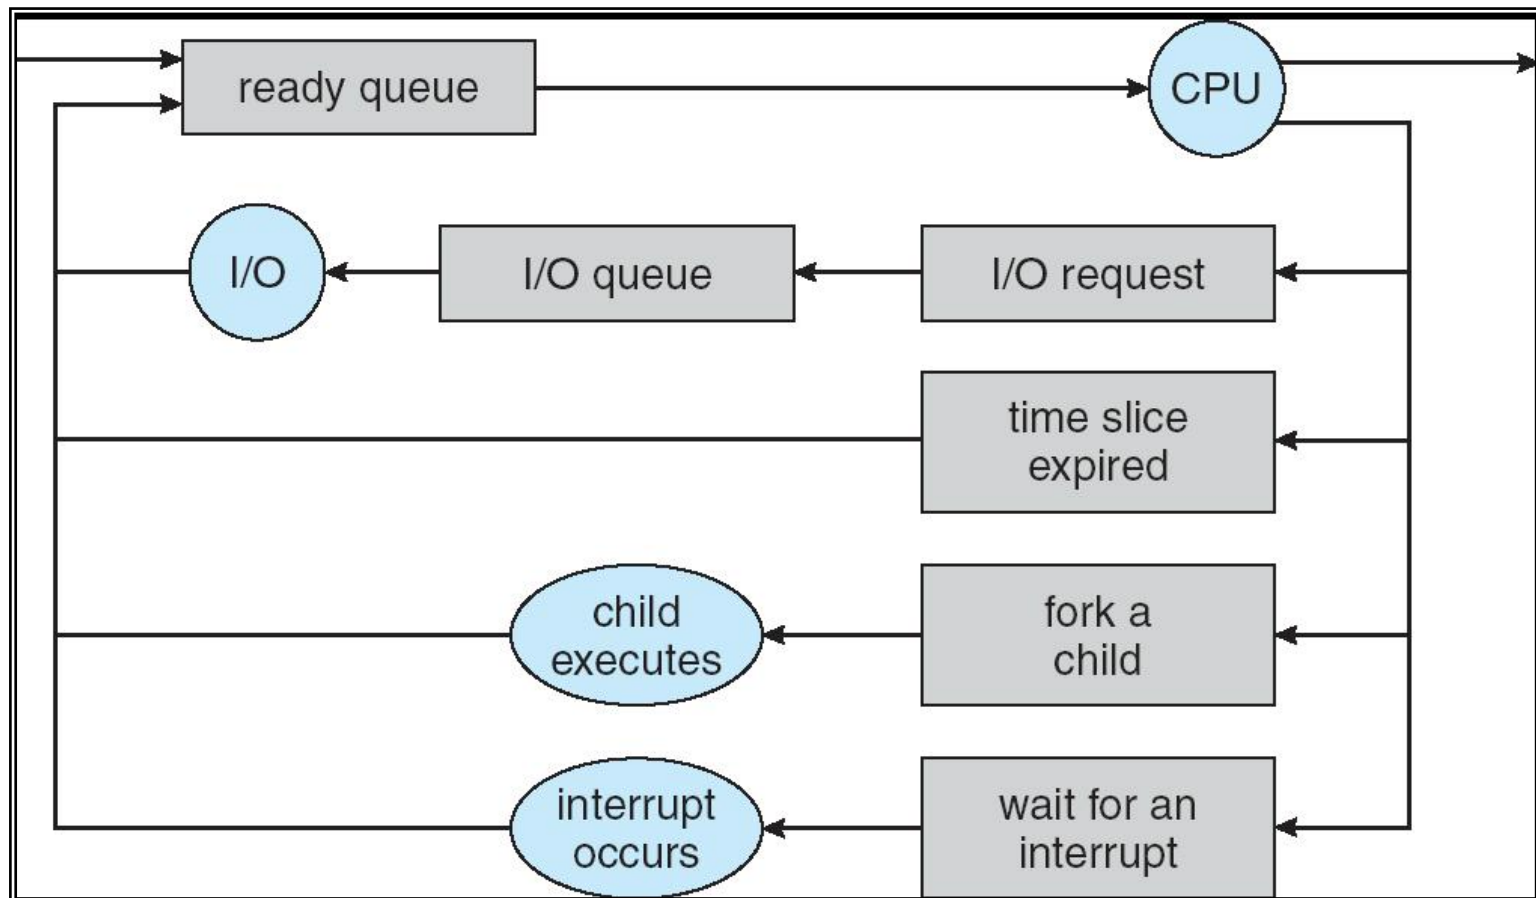 ready queue
CPU
I/O
I/O queue
I/O request
time slice
expired
child
executes
fork a
child
interrupt
occurs
wait for an
interrupt